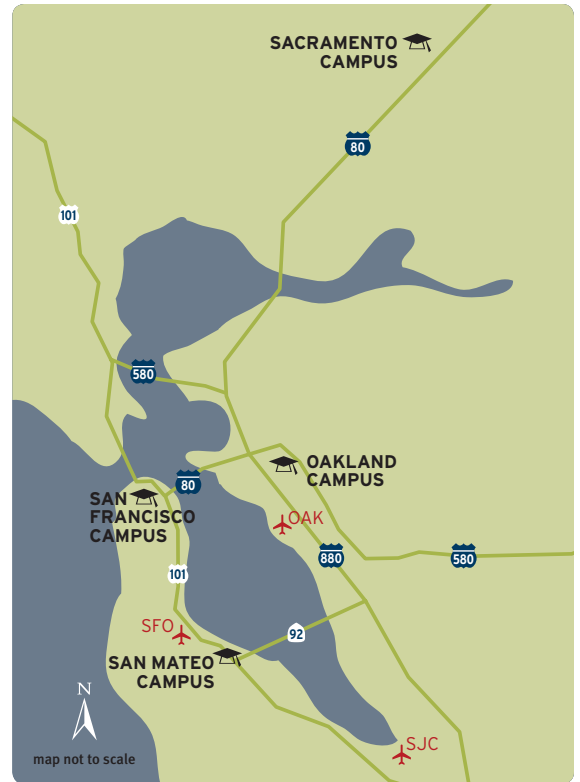 SACRAMENTO
CAMPUS
80
101
580
OAKLAND
CAMPUS
80
SAN
FRANCISCO
CAMPUS
OAK
880
580
101
SFO
92
SAN MATEO
CAMPUS
N
SJC
map not to scale